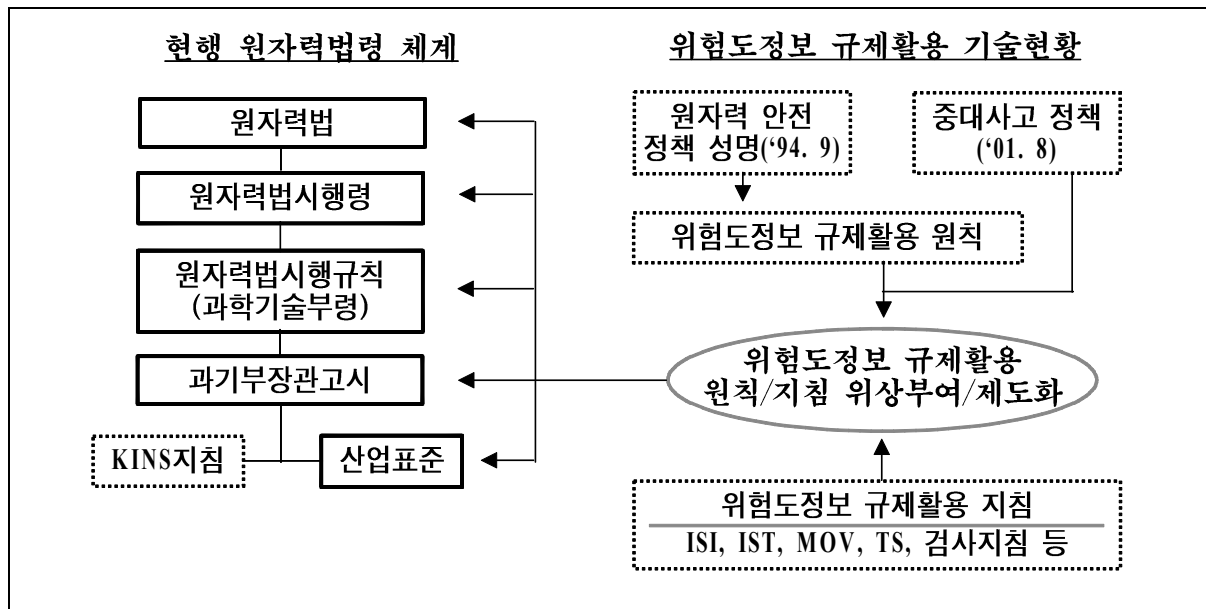 현행 원자력법령 체계
원자력법
원자력법시행령
원자력법시행규칙
(과학기술부령)
과기부장관고시
KINS지침
산업표준
위험도정보 규제활용 기술현황
원자력 안전
정책 성명(‘94. 9)
중대사고 정책
(‘01. 8)
위험도정보 규제활용 원칙
위험도정보 규제활용
원칙/지침 위상부여/제도화
위험도정보 규제활용 지침
ISI, IST, MOV, TS, 검사지침 등